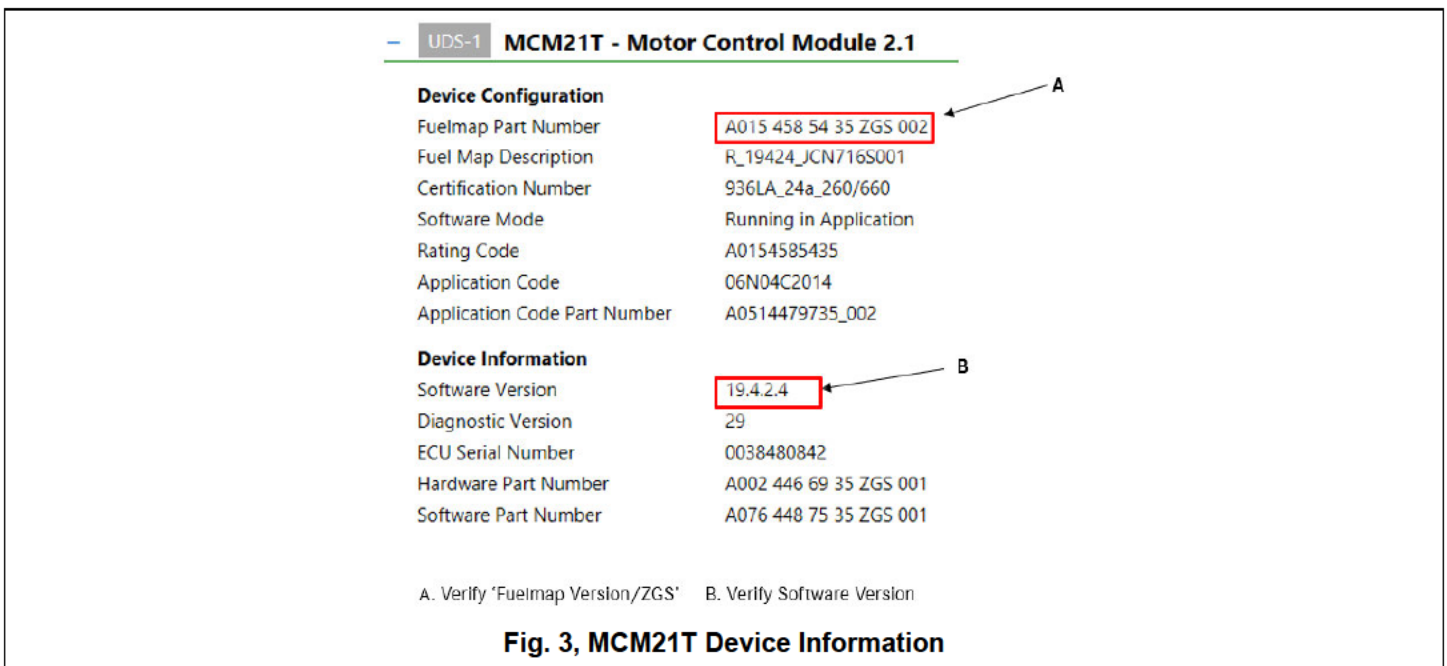 − UDS-1 MCM21T - Motor Control Module 2.1
A
Device Configuration
Fuelmap Part Number A015 458 54 35 ZGS 002
Fuel Map Description R_19424_JCN716S001
Certification Number 936LA_24a_260/660
Software Mode Running in Application
Rating Code A0154585435
Application Code 06N04C2014
Application Code Part Number A0514479735_002
Device Information
B
Software Version 19.4.2.4
Diagnostic Version 29
ECU Serial Number 0038480842
Hardware Part Number A002 446 69 35 ZGS 001
Software Part Number A076 448 75 35 ZGS 001
A. Verify 'Fuelmap Version/ZGS' B. Verify Software Version
Fig. 3, MCM21T Device Information